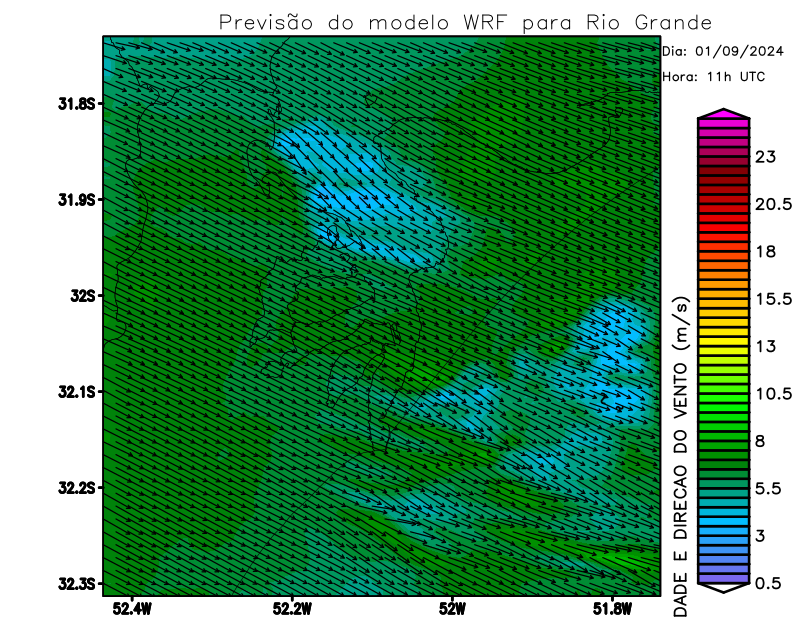 Previsão do modelo WRF para Rio Grande
Dia: 01/09/2024
Hora: 11h UTC
31.8S
31.9S
32S
32.1S
32.2S
32.3S
52.4W
52.2W
52W
51.8W
23
20.5
18
15.5
13
10.5
8
5.5
3
0.5
DADE E DIRECAO DO VENTO (m/s)